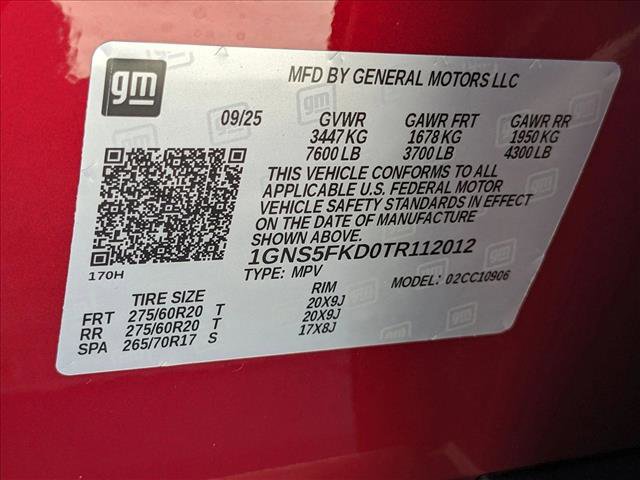 gm
MFD BY GENERAL MOTORS LLC
09/25 GVWR GAWR FRT GAWR RR
3447 KG 1678 KG 1950 KG
7600 LB 3700 LB 4300 LB
THIS VEHICLE CONFORMS TO ALL
APPLICABLE U.S. FEDERAL MOTOR
VEHICLE SAFETY STANDARDS IN EFFECT
ON THE DATE OF MANUFACTURE
SHOWN ABOVE.
1GNS5FKD0TR112012
170H
TYPE: MPV MODEL: 02CC10906
TIRE SIZE RIM
FRT 275/60R20 T 20X9J
RR 275/60R20 T 20X9J
SPA 265/70R17 S 17X8J